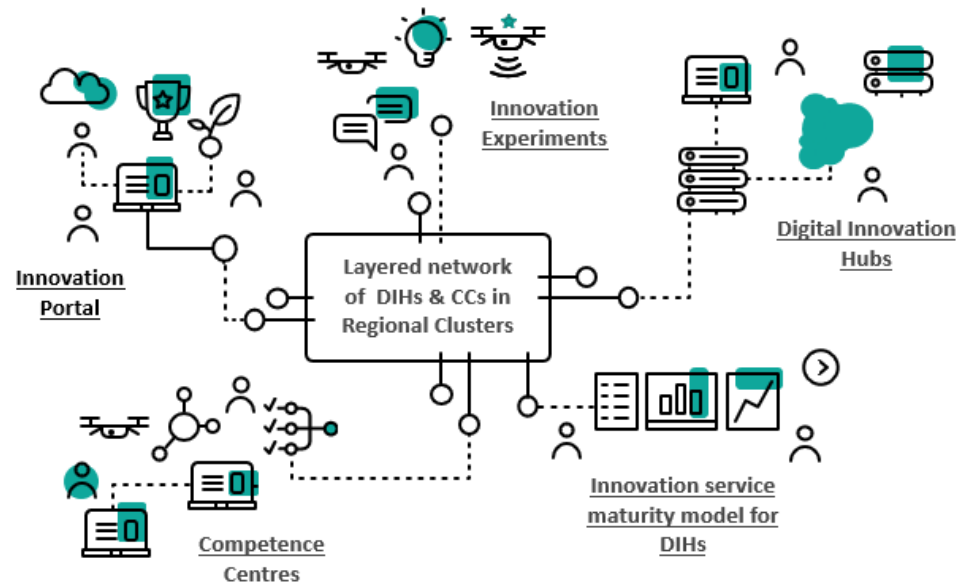 Innovation
Experiments
Digital Innovation
Hubs
Innovation
Portal
Layered network
of DIHs & CCs in
Regional Clusters
Competence
Centres
Innovation service
maturity model for
DIHs